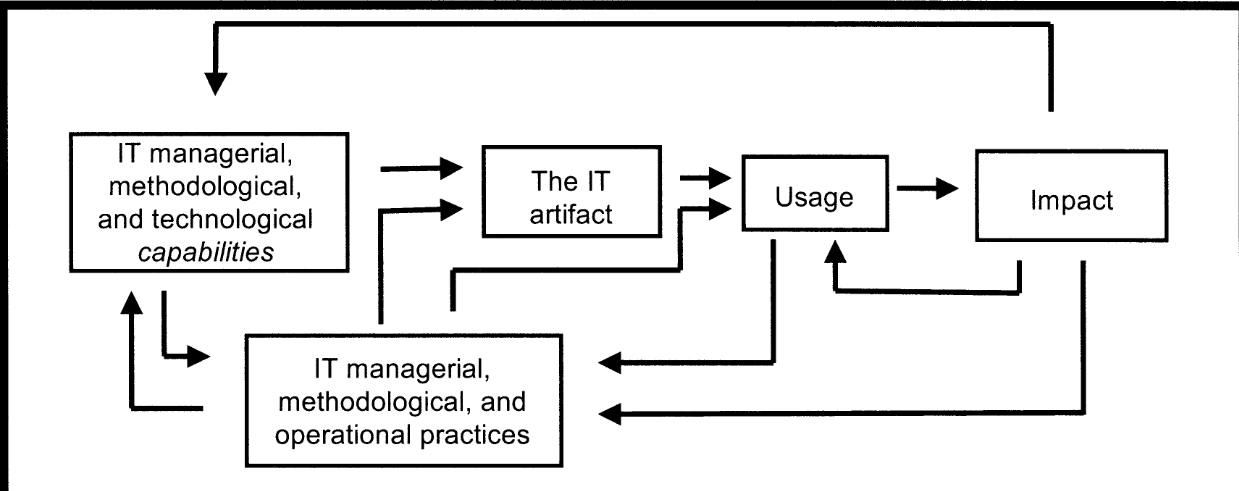 IT managerial,
methodological,
and technological
capabilities
The IT
artifact
Usage
Impact
IT managerial,
methodological, and
operational practices